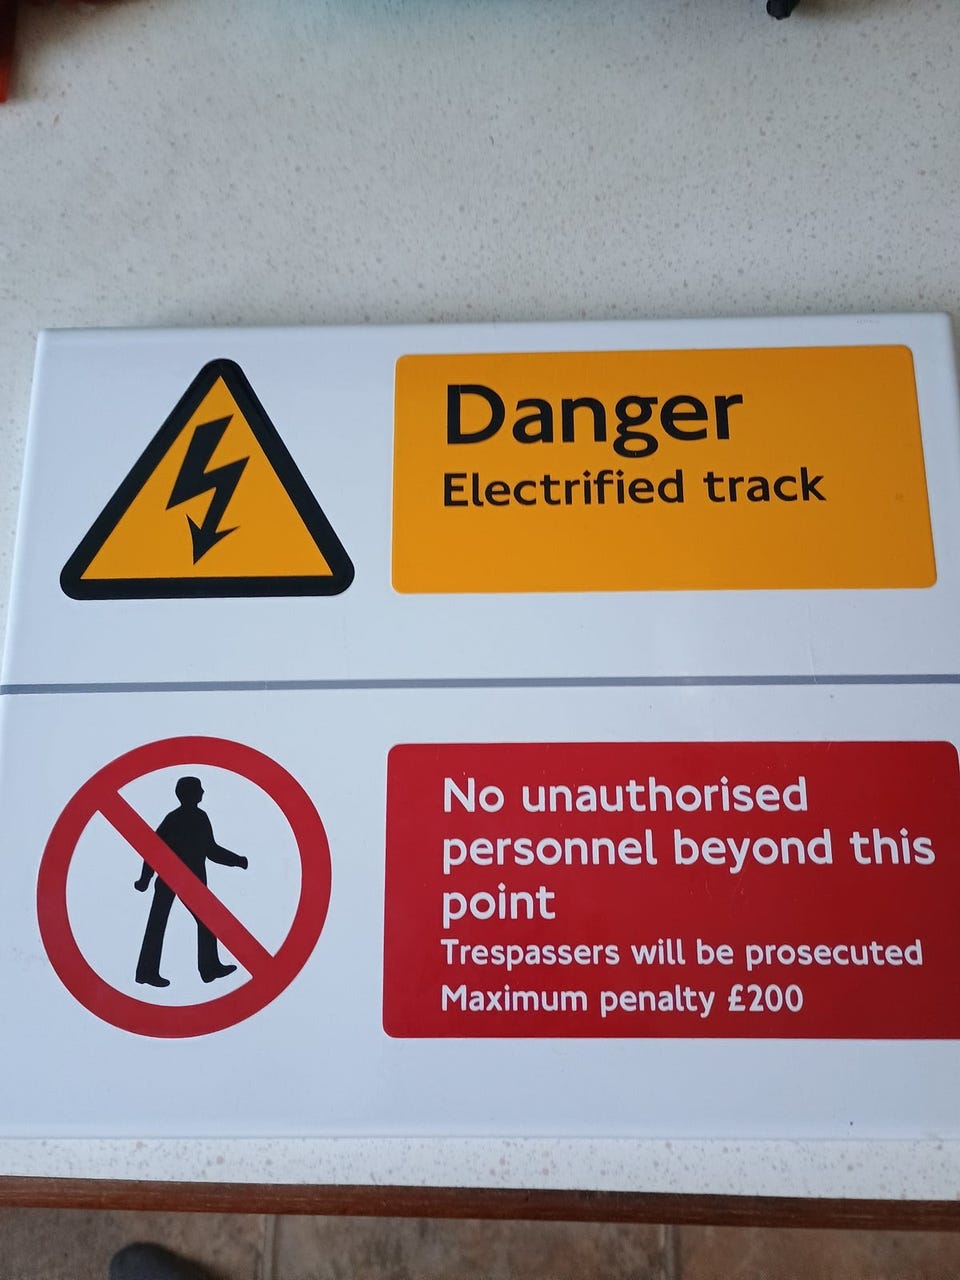 Danger
Electrified track
No unauthorised
personnel beyond this
point
Trespassers will be prosecuted
Maximum penalty £200